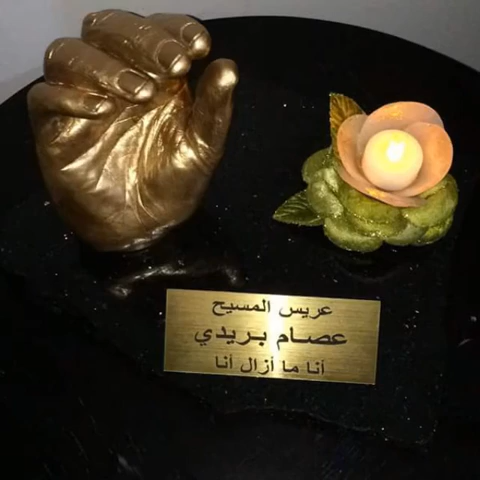 عريس المسيح
عصام بريدي
أنا ما أزال أنا